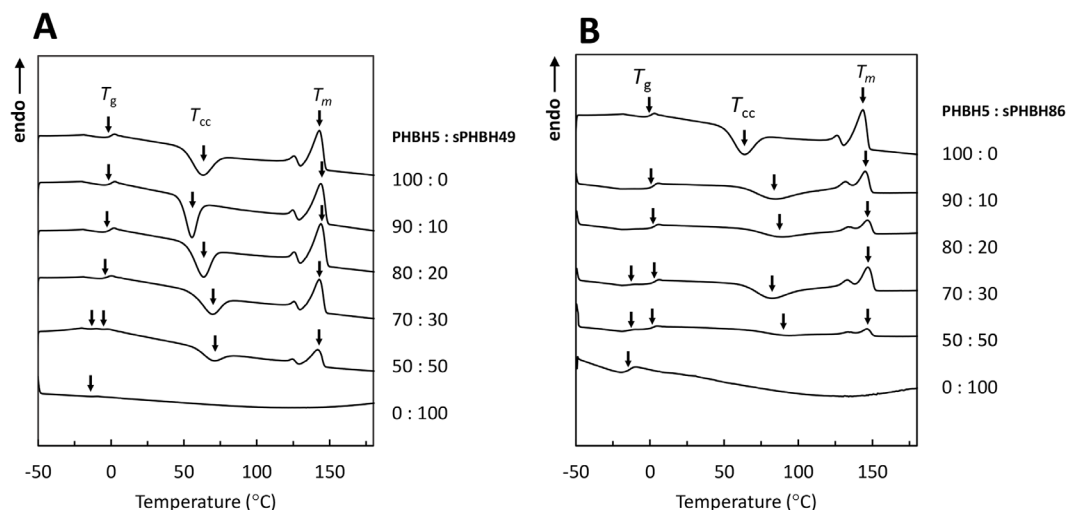 A
endo →
Tg
Tcc
Tm
PHBH5 : sPHBH49
100 : 0
90 : 10
80 : 20
70 : 30
50 : 50
0 : 100
-50 0 50 100 150
Temperature (°C)
B
endo →
Tg
Tcc
Tm
PHBH5 : sPHBH86
100 : 0
90 : 10
80 : 20
70 : 30
50 : 50
0 : 100
-50 0 50 100 150
Temperature (°C)